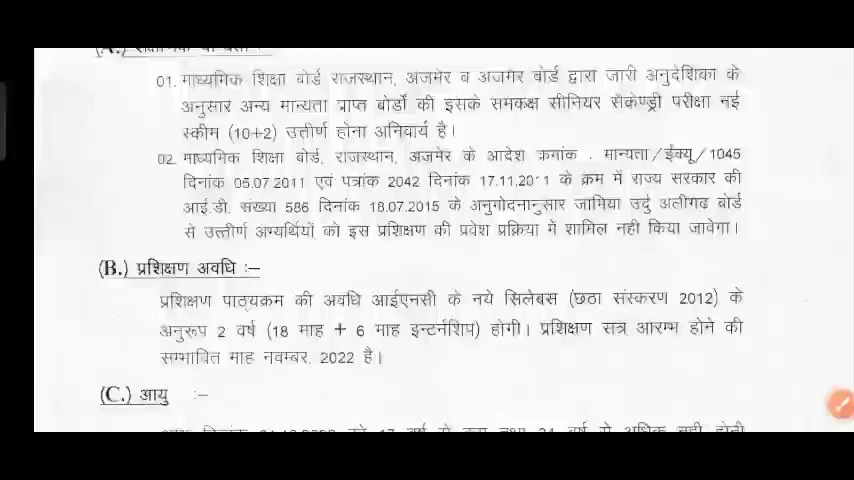 01. माध्यमिक शिक्षा बोर्ड राजस्थान, अजमेर व अजमेर बोर्ड द्वारा जारी अनुदेशिका के
अनुसार अन्य मान्यता प्राप्त बोर्डों की इसके समकक्ष सीनियर सैकेण्ड्री परीक्षा नई
स्कीम (10+2) उत्तीर्ण होना अनिवार्य है।
02. माध्यमिक शिक्षा बोर्ड, राजस्थान, अजमेर के आदेश क्रमांक . मान्यता/ईक्यू/1045
दिनांक 05.07.2011 एवं पत्रांक 2042 दिनांक 17.11.2011 के क्रम में राज्य सरकार की
आई.डी. संख्या 586 दिनांक 18.07.2015 के अनुमोदनानुसार जामिया उर्दु अलीगढ बोर्ड
से उत्तीर्ण अभ्यर्थियों को इस प्रशिक्षण की प्रवेश प्रक्रिया में शामिल नही किया जावेगा।
(B.) प्रशिक्षण अवधि :–
प्रशिक्षण पाठ्यक्रम की अवधि आईएनसी के नये सिलेबस (छठा संस्करण 2012) के
अनुरूप 2 वर्ष (18 माह + 6 माह इन्टर्नशिप) होगी। प्रशिक्षण सत्र आरम्भ होने की
सम्भावित माह नवम्बर, 2022 है।
(C.) आयु :–